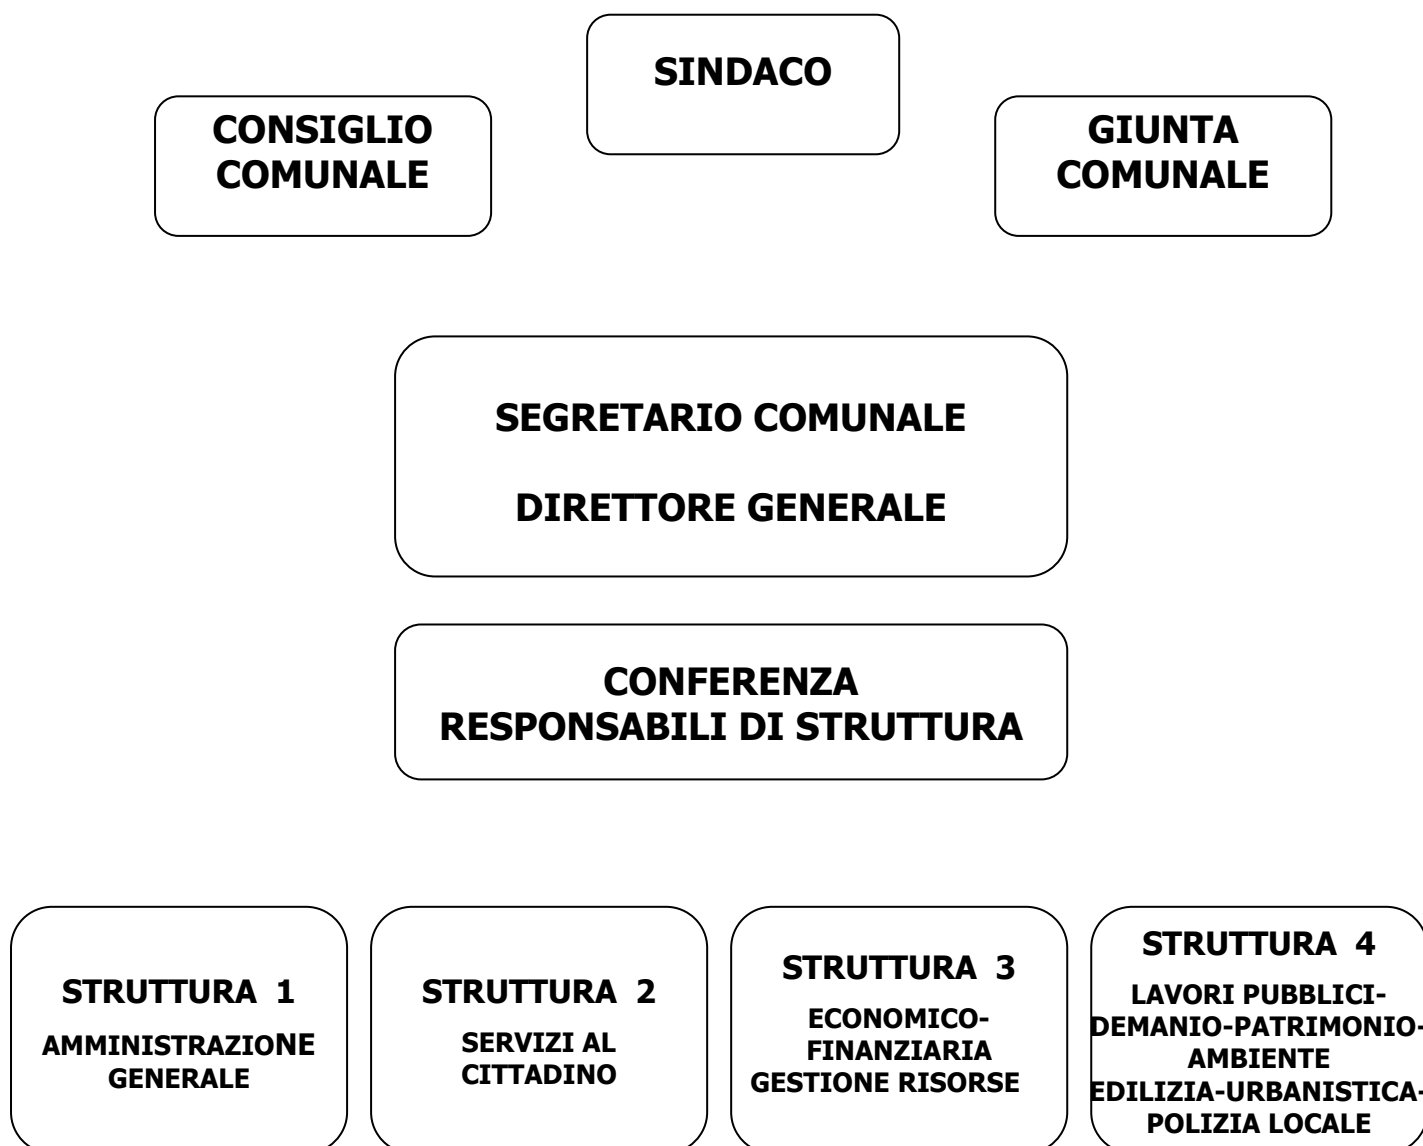 SINDACO
CONSIGLIO
COMUNALE
GIUNTA
COMUNALE
SEGRETARIO COMUNALE
DIRETTORE GENERALE
CONFERENZA
RESPONSABILI DI STRUTTURA
STRUTTURA 1
AMMINISTRAZIONE
GENERALE
STRUTTURA 2
SERVIZI AL
CITTADINO
STRUTTURA 3
ECONOMICO-
FINANZIARIA
GESTIONE RISORSE
STRUTTURA 4
LAVORI PUBBLICI-
DEMANIO-PATRIMONIO-
AMBIENTE
EDILIZIA-URBANISTICA-
POLIZIA LOCALE